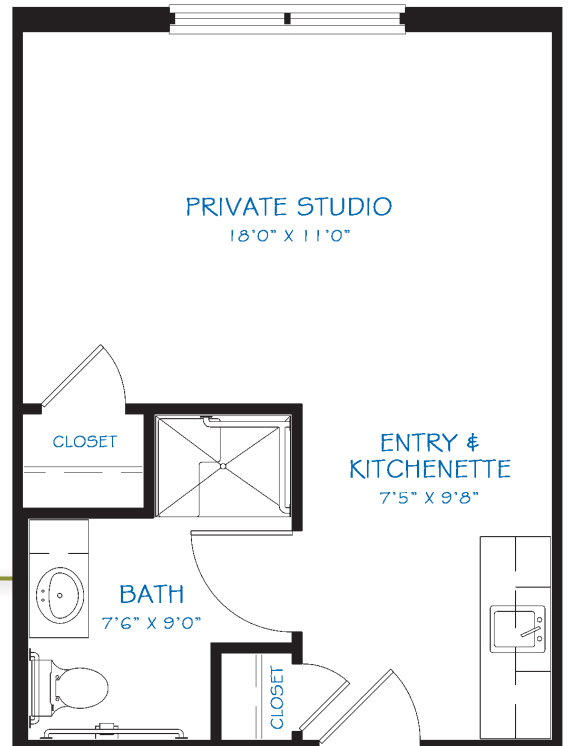 PRIVATE STUDIO
18'0" X 11'0"
CLOSET
ENTRY &
KITCHENETTE
7'5" X 9'8"
BATH
7'6" X 9'0"
CLOSET